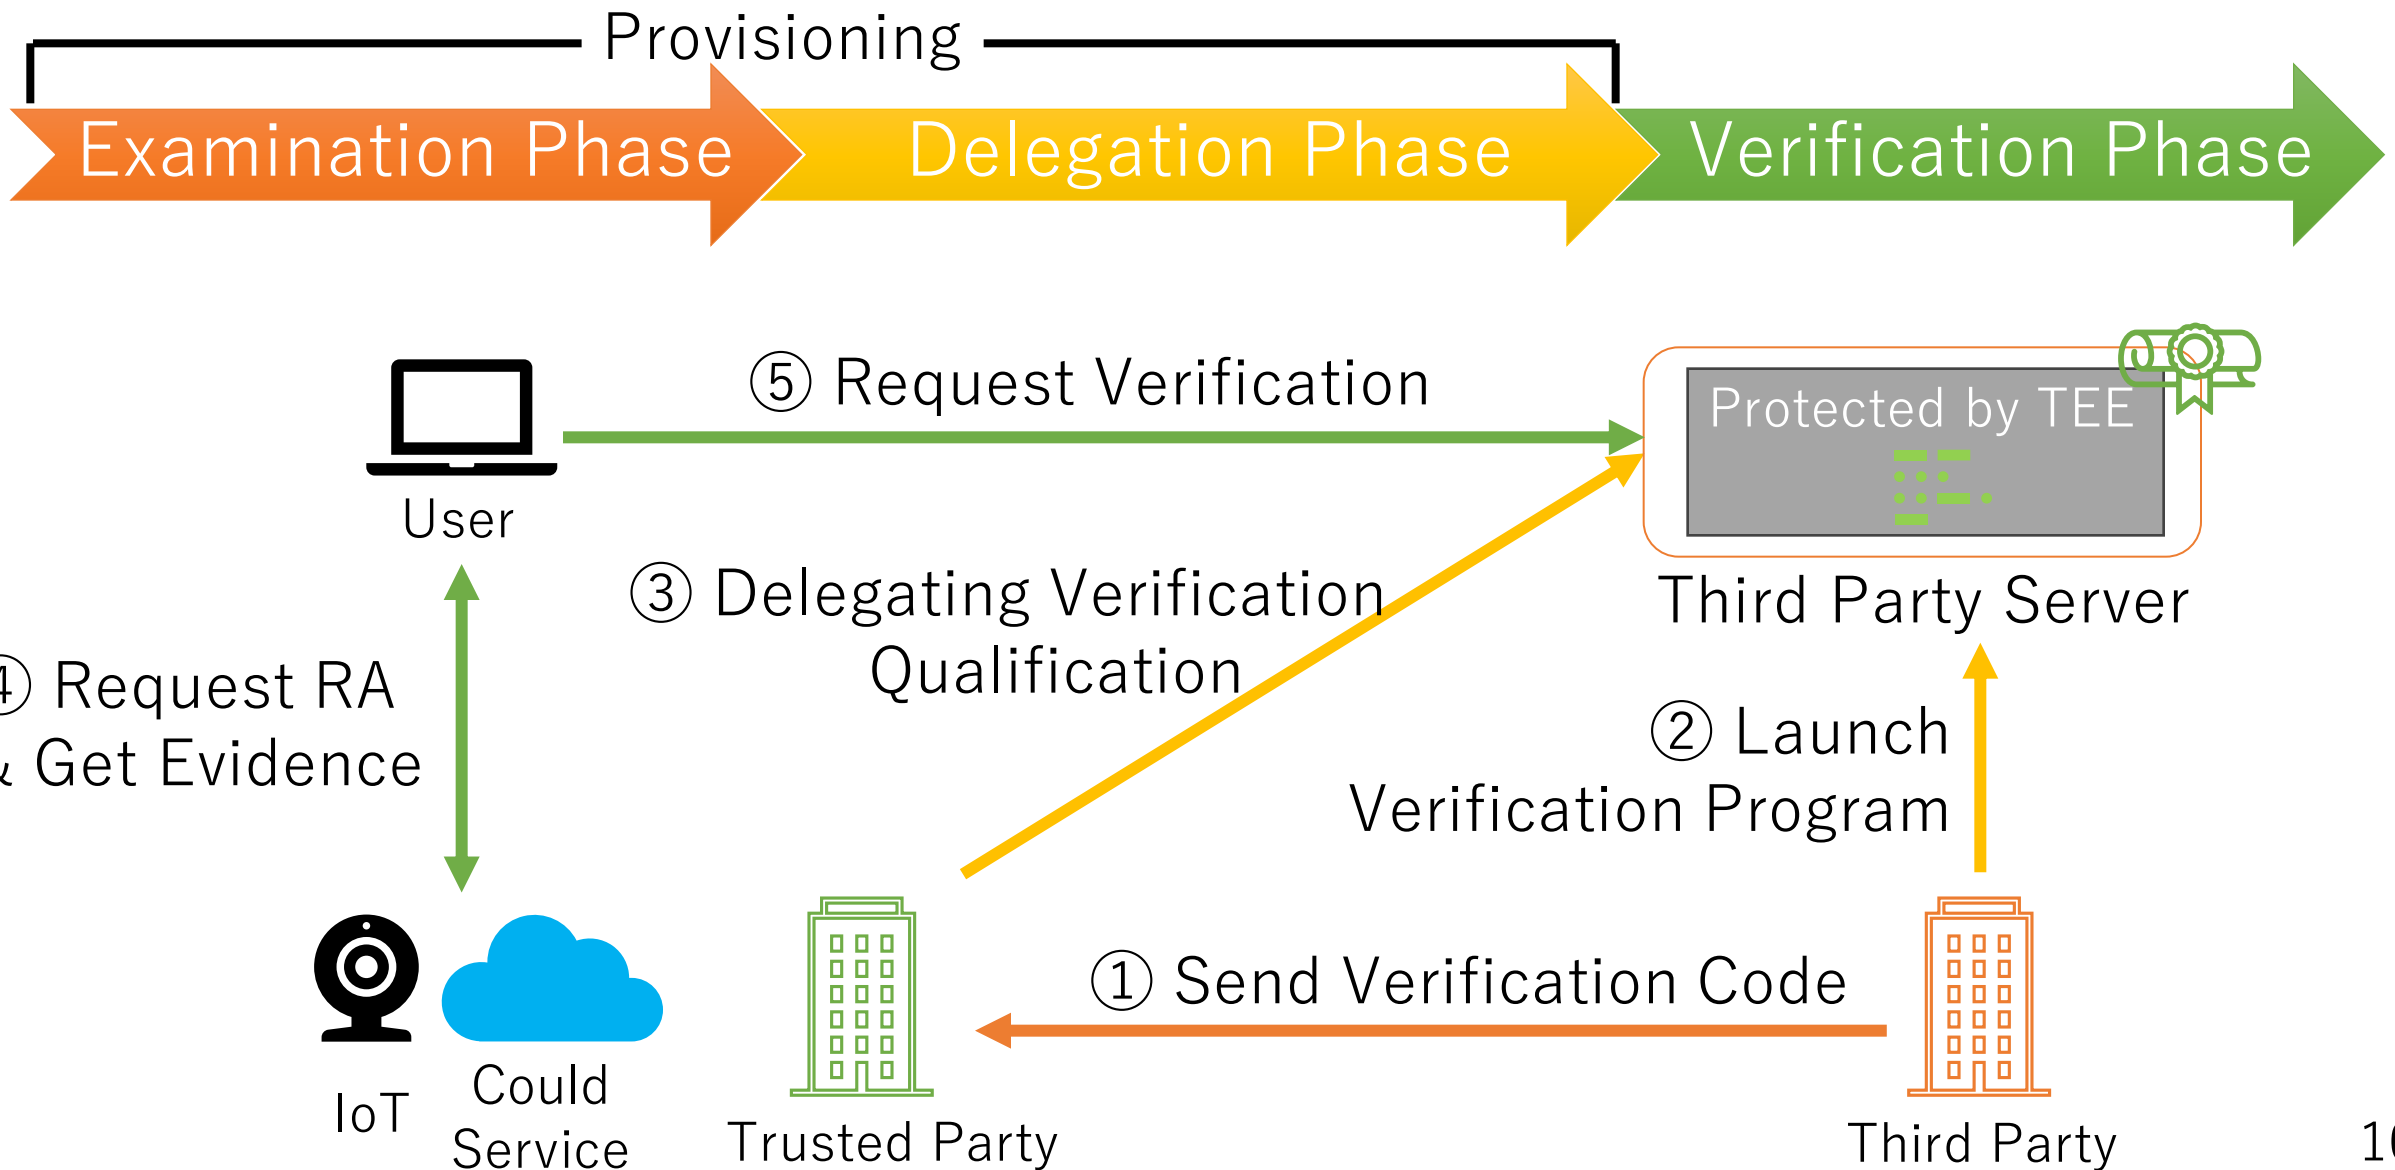 Provisioning
Examination Phase
Delegation Phase
Verification Phase
⑤ Request Verification
Protected by TEE
User
③ Delegating Verification
Qualification
Third Party Server
④ Request RA
& Get Evidence
② Launch
Verification Program
① Send Verification Code
IoT
Could
Service
Trusted Party
Third Party